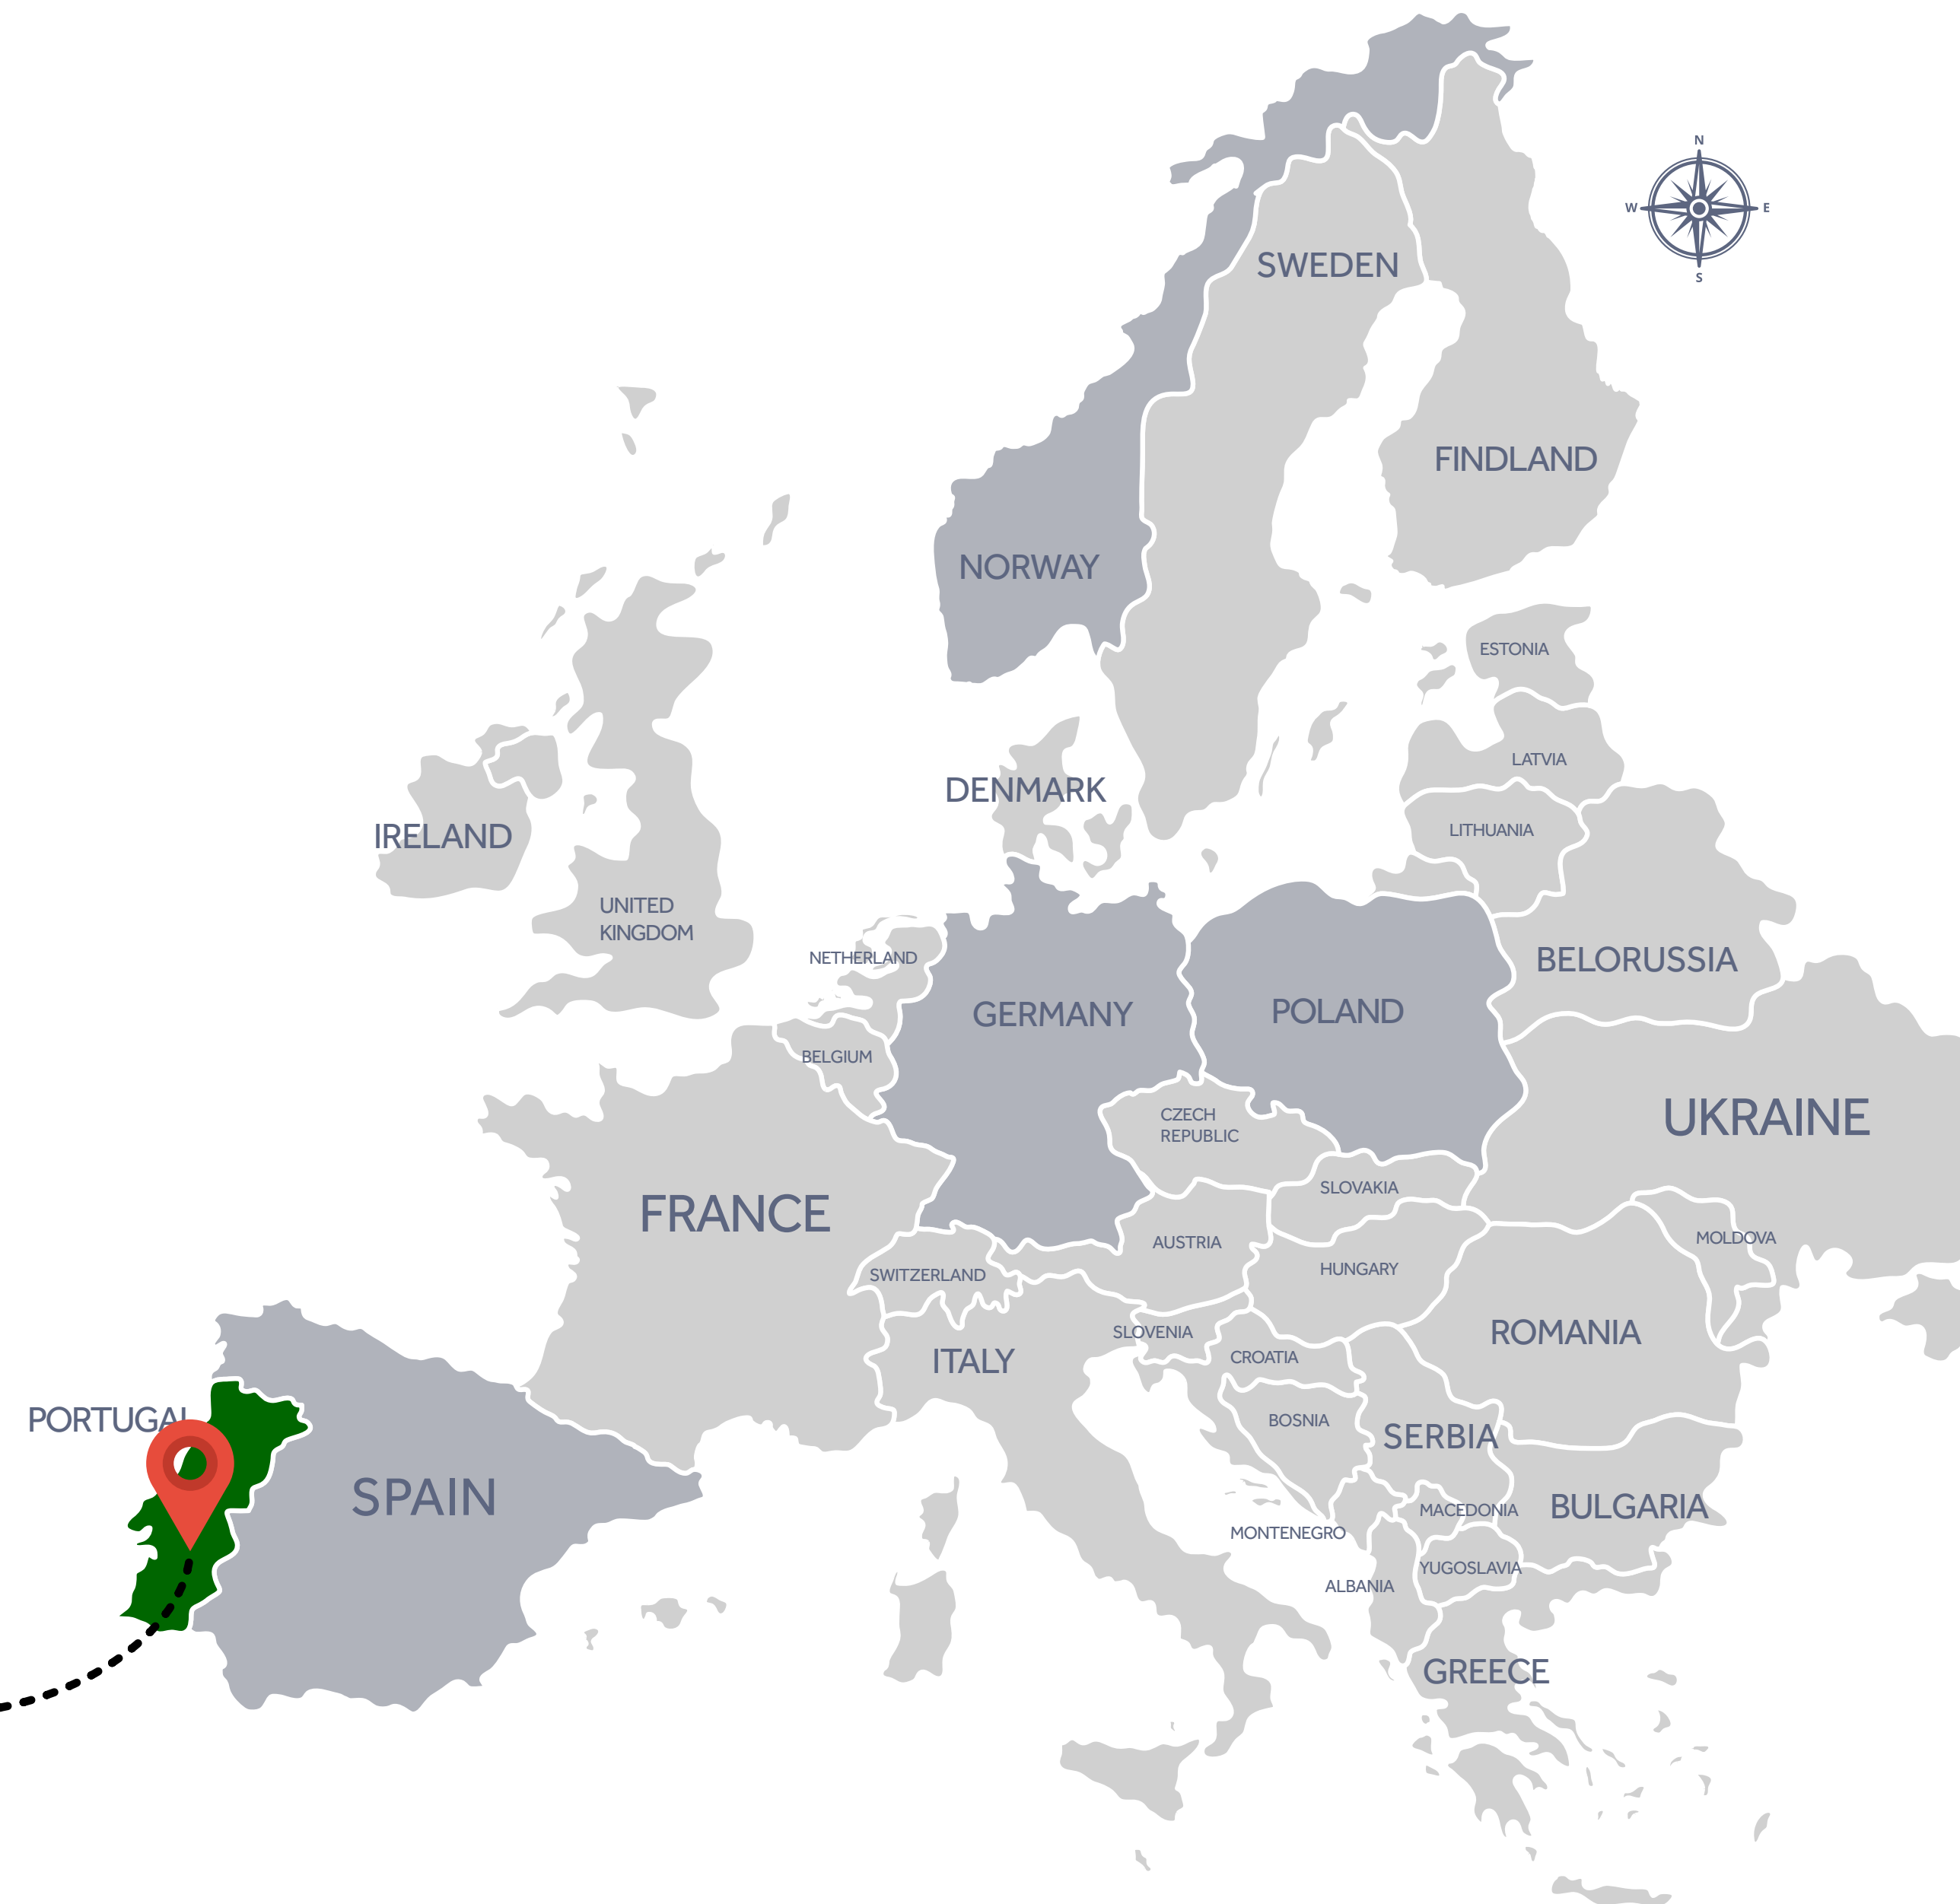 N
W
E
S
SWEDEN
FINDLAND
NORWAY
ESTONIA
LATVIA
DENMARK
LITHUANIA
IRELAND
UNITED
KINGDOM
NETHERLAND
BELORUSSIA
GERMANY
POLAND
BELGIUM
UKRAINE
CZECH
REPUBLIC
SLOVAKIA
FRANCE
MOLDOVA
AUSTRIA
HUNGARY
SWITZERLAND
SLOVENIA
ROMANIA
CROATIA
ITALY
PORTUGAL
BOSNIA
SERBIA
SPAIN
MACEDONIA
BULGARIA
MONTENEGRO
YUGOSLAVIA
ALBANIA
GREECE